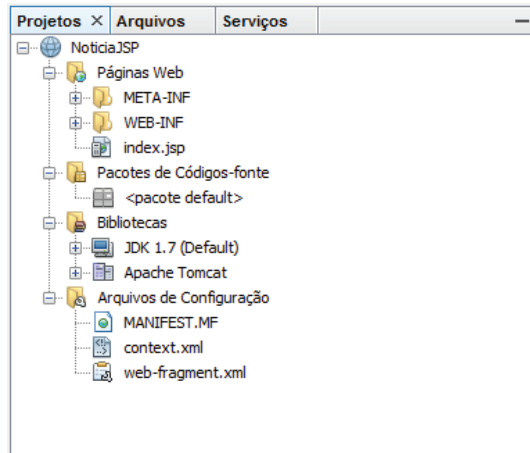 Projetos × Arquivos Serviços
NoticiaJSP
Páginas Web
META-INF
WEB-INF
index.jsp
Pacotes de Códigos-fonte
<pacote default>
Bibliotecas
JDK 1.7 (Default)
Apache Tomcat
Arquivos de Configuração
MANIFEST.MF
context.xml
web-fragment.xml